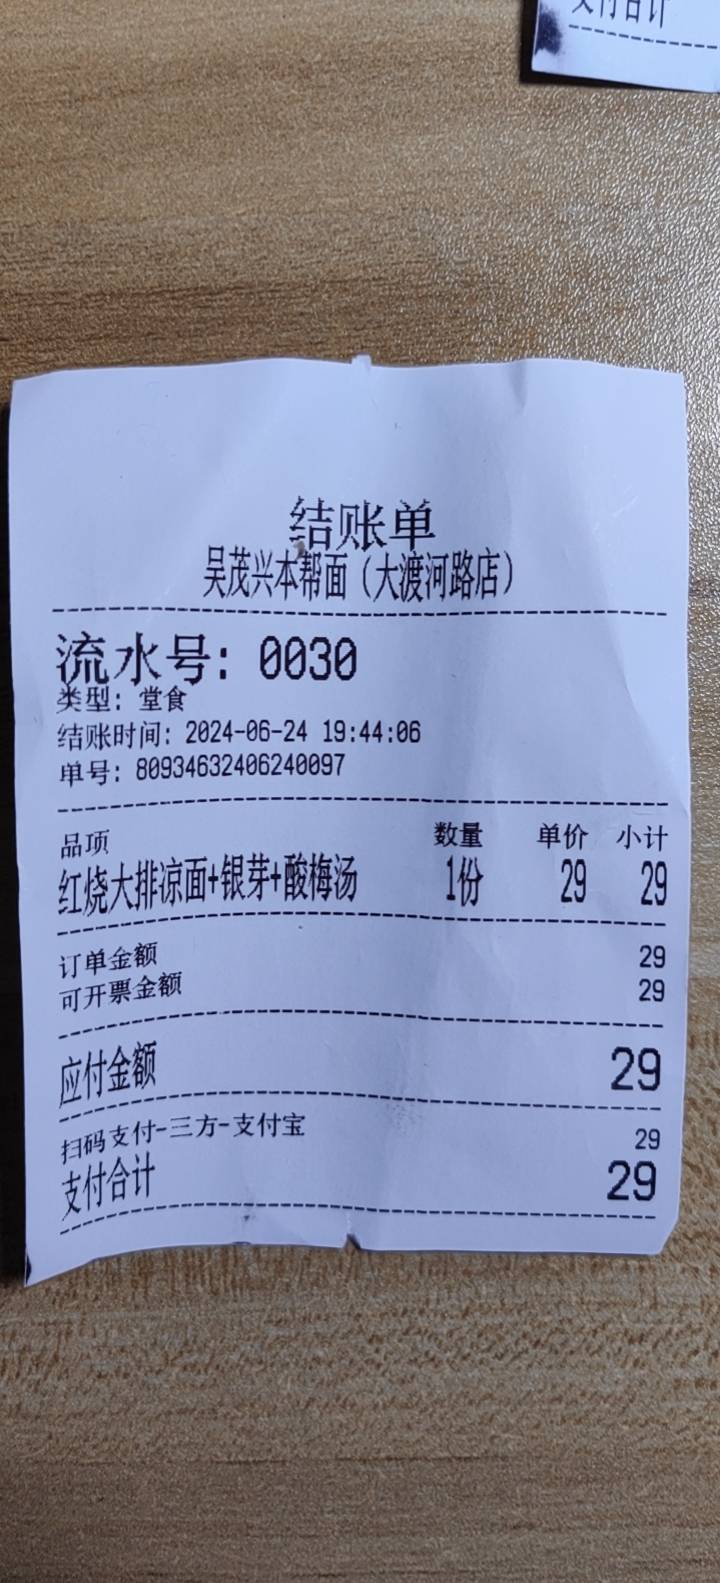 支付合计
结账单
吴茂兴本帮面（大渡河路店）
流水号: 0030
类型: 堂食
结账时间: 2024-06-24 19:44:06
单号: 80934632406240097
品项 数量 单价 小计
红烧大排凉面+银芽+酸梅汤 1份 29 29
订单金额 29
可开票金额 29
应付金额 29
扫码支付-三方-支付宝 29
支付合计 29